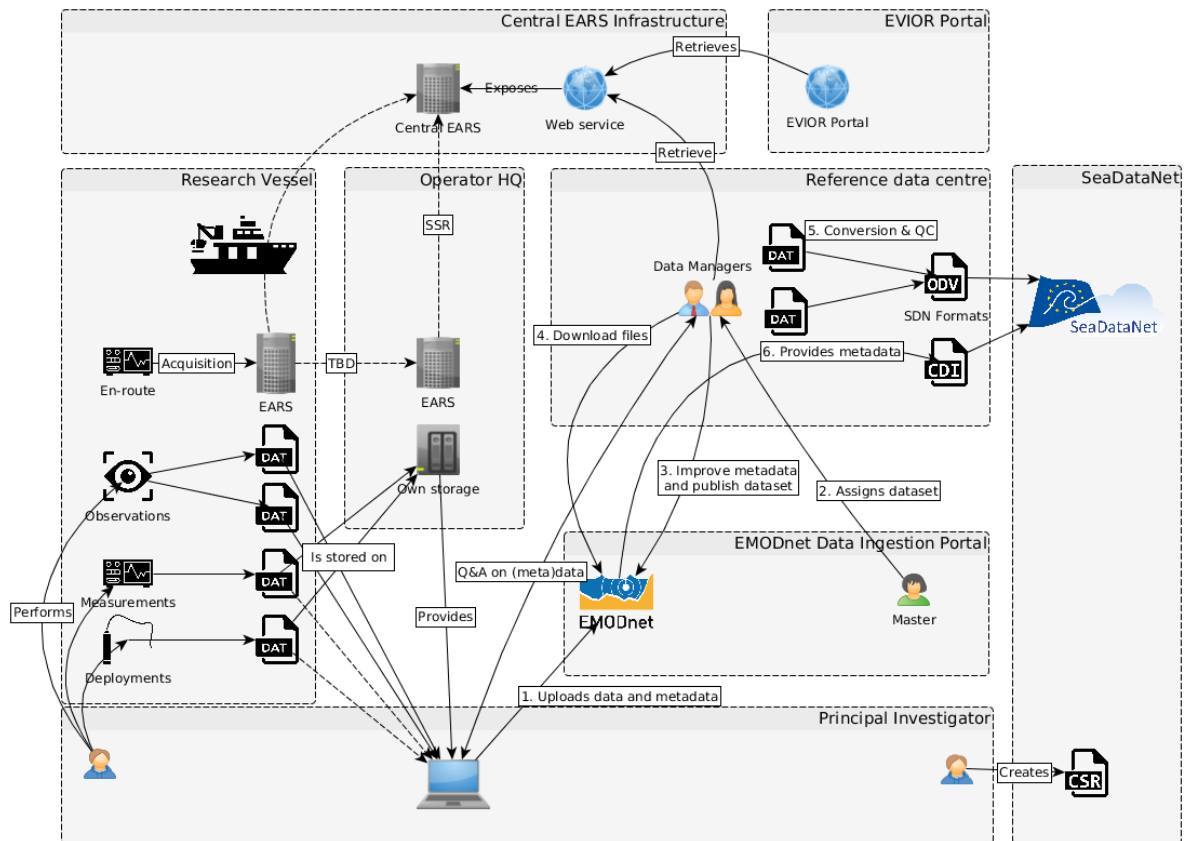 Central EARS Infrastructure
EVIOR Portal
Retrieves
Exposes
Central EARS
Web service
EVIOR Portal
Retrieve
Research Vessel
Operator HQ
Reference data centre
SeaDataNet
SSR
5. Conversion & QC
DAT
Data Managers
ODV
DAT
SDN Formats
SeaDataNet
4. Download files
6. Provides metadata
CDI
Acquisition
TBD
En-route
EARS
EARS
DAT
3. Improve metadata
and publish dataset
2. Assigns dataset
Own storage
Observations
DAT
Is stored on
EMODnet Data Ingestion Portal
Q&A on (meta)data
DAT
Measurements
Performs
Provides
EMODnet
Master
DAT
Deployments
1. Uploads data and metadata
Principal Investigator
Creates
CSR